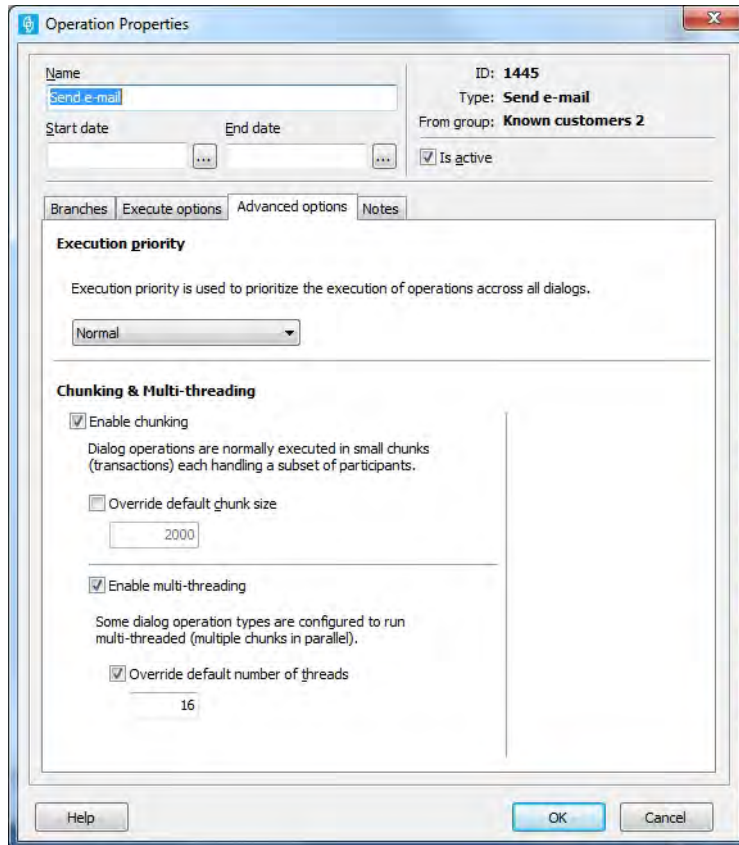 Operation Properties
Name
ID: 1445
Send e-mail
Type: Send e-mail
Start date
End date
From group: Known customers 2
...
...
Is active
Branches
Execute options
Advanced options
Notes
Execution priority
Execution priority is used to prioritize the execution of operations accross all dialogs.
Normal
Chunking & Multi-threading
Enable chunking
Dialog operations are normally executed in small chunks
(transactions) each handling a subset of participants.
Override default chunk size
2000
Enable multi-threading
Some dialog operation types are configured to run
multi-threaded (multiple chunks in parallel).
Override default number of threads
16
Help
OK
Cancel